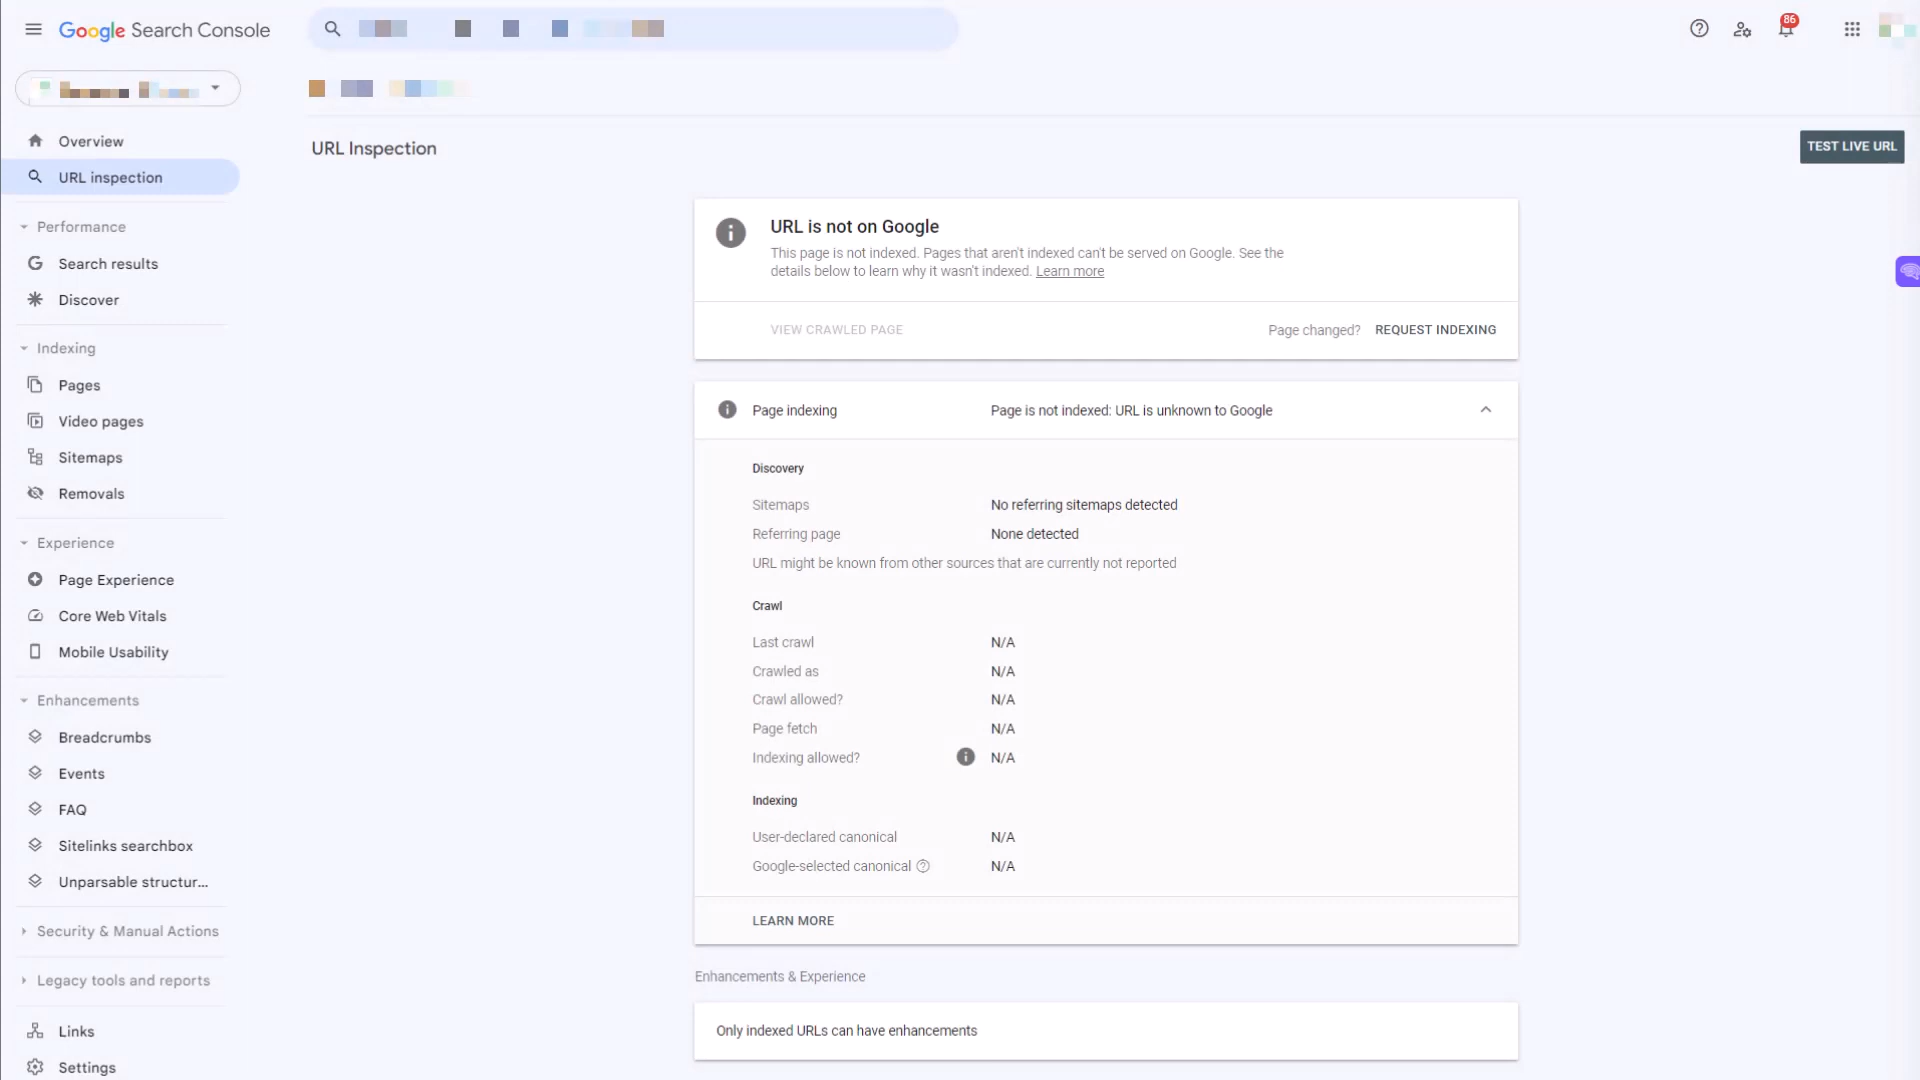 Google Search Console
86
Overview
URL inspection
Performance
Search results
Discover
Indexing
Pages
Video pages
Sitemaps
Removals
Experience
Page Experience
Core Web Vitals
Mobile Usability
Enhancements
Breadcrumbs
Events
FAQ
Sitelinks searchbox
Unparsable structur...
Security & Manual Actions
Legacy tools and reports
Links
Settings
URL Inspection
TEST LIVE URL
URL is not on Google
This page is not indexed. Pages that aren't indexed can't be served on Google. See the
details below to learn why it wasn't indexed. Learn more
VIEW CRAWLED PAGE
Page changed? REQUEST INDEXING
Page indexing Page is not indexed: URL is unknown to Google
Discovery
Sitemaps No referring sitemaps detected
Referring page None detected
URL might be known from other sources that are currently not reported
Crawl
Last crawl N/A
Crawled as N/A
Crawl allowed? N/A
Page fetch N/A
Indexing allowed? N/A
Indexing
User-declared canonical N/A
Google-selected canonical N/A
LEARN MORE
Enhancements & Experience
Only indexed URLs can have enhancements